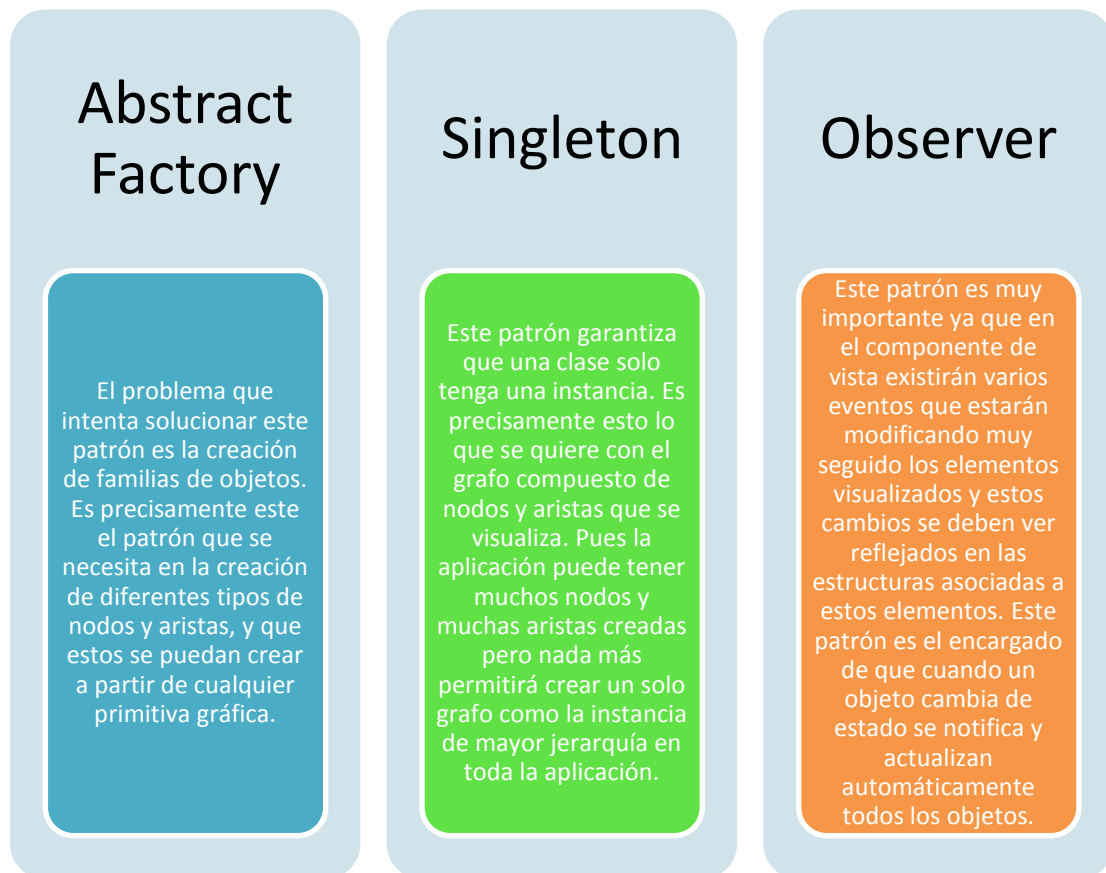 Abstract
Factory
El problema que
intenta solucionar este
patrón es la creación
de familias de objetos.
Es precisamente este
el patrón que se
necesita en la creación
de diferentes tipos de
nodos y aristas, y que
estos se puedan crear
a partir de cualquier
primitiva gráfica.
Singleton
Este patrón garantiza
que una clase solo
tenga una instancia. Es
precisamente esto lo
que se quiere con el
grafo compuesto de
nodos y aristas que se
visualiza. Pues la
aplicación puede tener
muchos nodos y
muchas aristas creadas
pero nada más
permitirá crear un solo
grafo como la instancia
de mayor jerarquía en
toda la aplicación.
Observer
Este patrón es muy
importante ya que en
el componente de
vista existirán varios
eventos que estarán
modificando muy
seguido los elementos
visualizados y estos
cambios se deben ver
reflejados en las
estructuras asociadas a
estos elementos. Este
patrón es el encargado
de que cuando un
objeto cambia de
estado se notifica y
actualizan
automáticamente
todos los objetos.